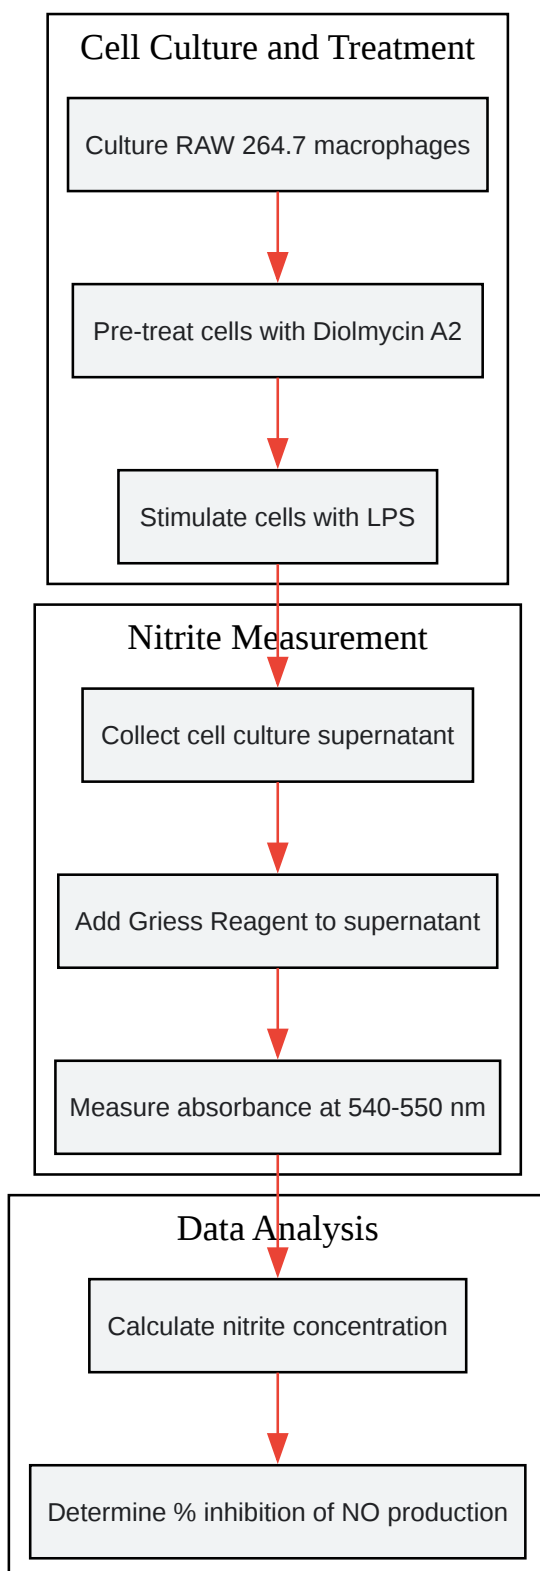 Cell Culture and Treatment
Culture RAW 264.7 macrophages
Pre-treat cells with Diolmycin A2
Stimulate cells with LPS
Nitrite Measurement
Collect cell culture supernatant
Add Griess Reagent to supernatant
Measure absorbance at 540-550 nm
Data Analysis
Calculate nitrite concentration
Determine % inhibition of NO production